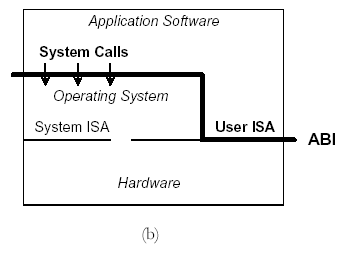 Application Software
System Calls
Operating System
System ISA
User ISA
ABI
Hardware
(b)